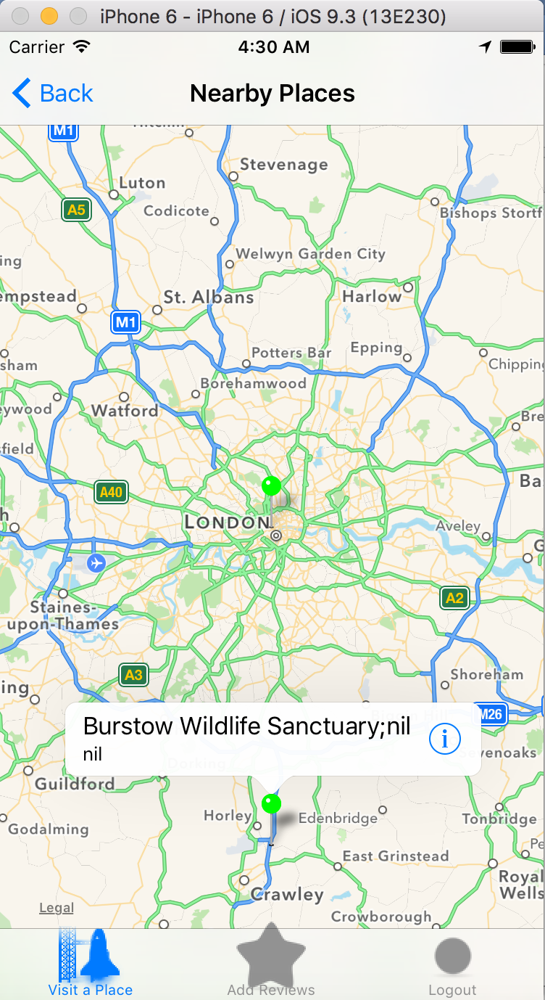 iPhone 6 - iPhone 6 / iOS 9.3 (13E230)
Carrier 4:30 AM
Back Nearby Places
M1
Stevenage
Luton
A5
Codicote
Bishops Stortf
Welwyn Garden City
ing
empstead
St. Albans
Harlow
M1
Potters Bar
Epping
sham
Chipping
Borehamwood
eywood
Watford
Bre
sfield
A40
Ba
h
LONDON
Aveley
G
Staines-
upon-Thames
A2
A3
Shoreham
ing
M26
Burstow Wildlife Sanctuary;nil
nil
evenoaks
Dorking
Guildford
Horley
Edenbridge
Tonbridge
Godalming
Pe
East Grinstead
Royal
Wells
Crawley
Legal
Crowborough
Visit a Place
Add Reviews
Logout